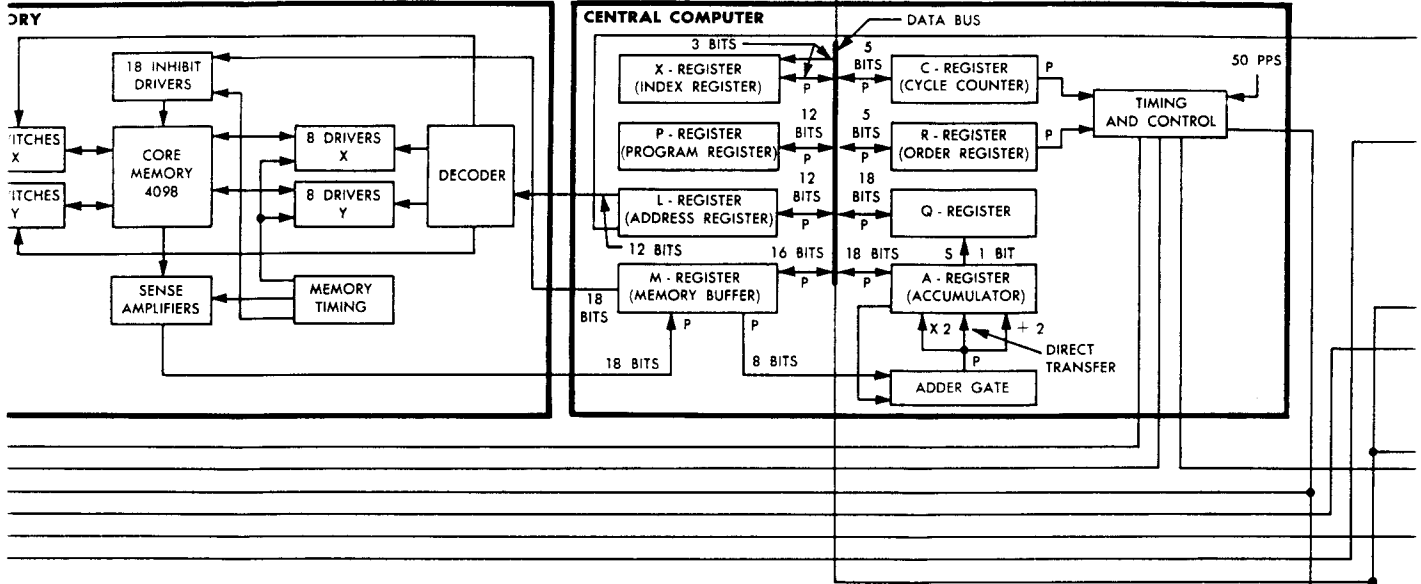 ORY
18 INHIBIT
DRIVERS
ITCHES
X
ITCHES
Y
CORE
MEMORY
4098
8 DRIVERS
X
8 DRIVERS
Y
DECODER
SENSE
AMPLIFIERS
MEMORY
TIMING
CENTRAL COMPUTER
DATA BUS
3 BITS
X - REGISTER
(INDEX REGISTER)
P
5
BITS
P
C - REGISTER
(CYCLE COUNTER)
P
50 PPS
TIMING
AND CONTROL
P - REGISTER
(PROGRAM REGISTER)
12
BITS
P
5
BITS
P
R - REGISTER
(ORDER REGISTER)
P
L - REGISTER
(ADDRESS REGISTER)
12
BITS
P
18
BITS
P
Q - REGISTER
12 BITS
S 1 BIT
M - REGISTER
(MEMORY BUFFER)
16 BITS
P
18 BITS
P
A - REGISTER
(ACCUMULATOR)
18
BITS
P
P
X 2
+ 2
DIRECT
TRANSFER
P
18 BITS
8 BITS
ADDER GATE